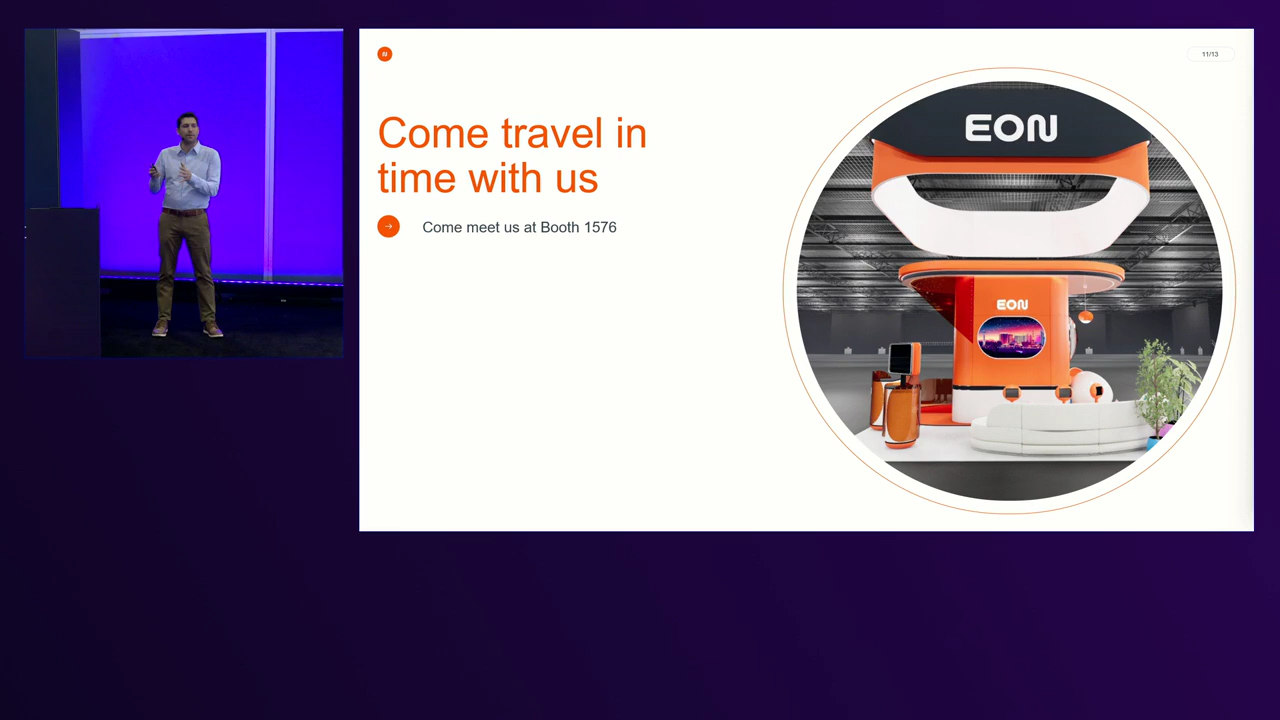 11/13
Come travel in
time with us
Come meet us at Booth 1576
EON
EON